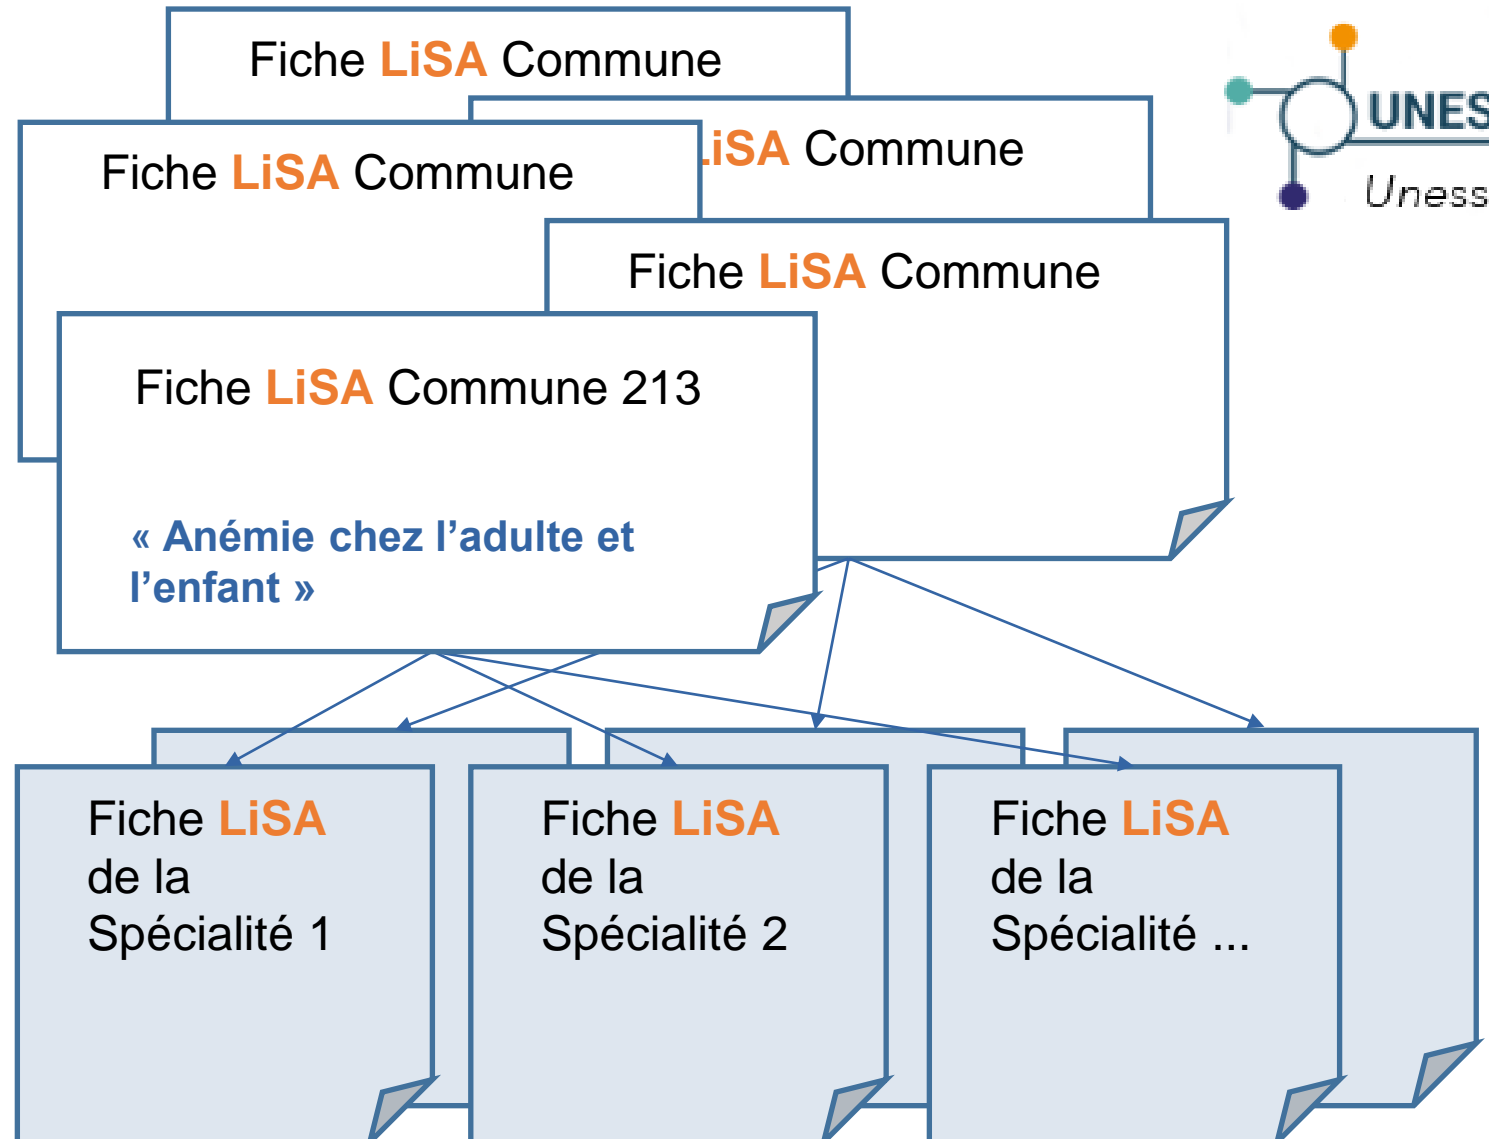 Fiche LiSA Commune
LiSA Commune
Fiche LiSA Commune
Fiche LiSA Commune
Fiche LiSA Commune 213
« Anémie chez l’adulte et
l’enfant »
UNES
Uness
Fiche LiSA
de la
Spécialité 1
Fiche LiSA
de la
Spécialité 2
Fiche LiSA
de la
Spécialité ...